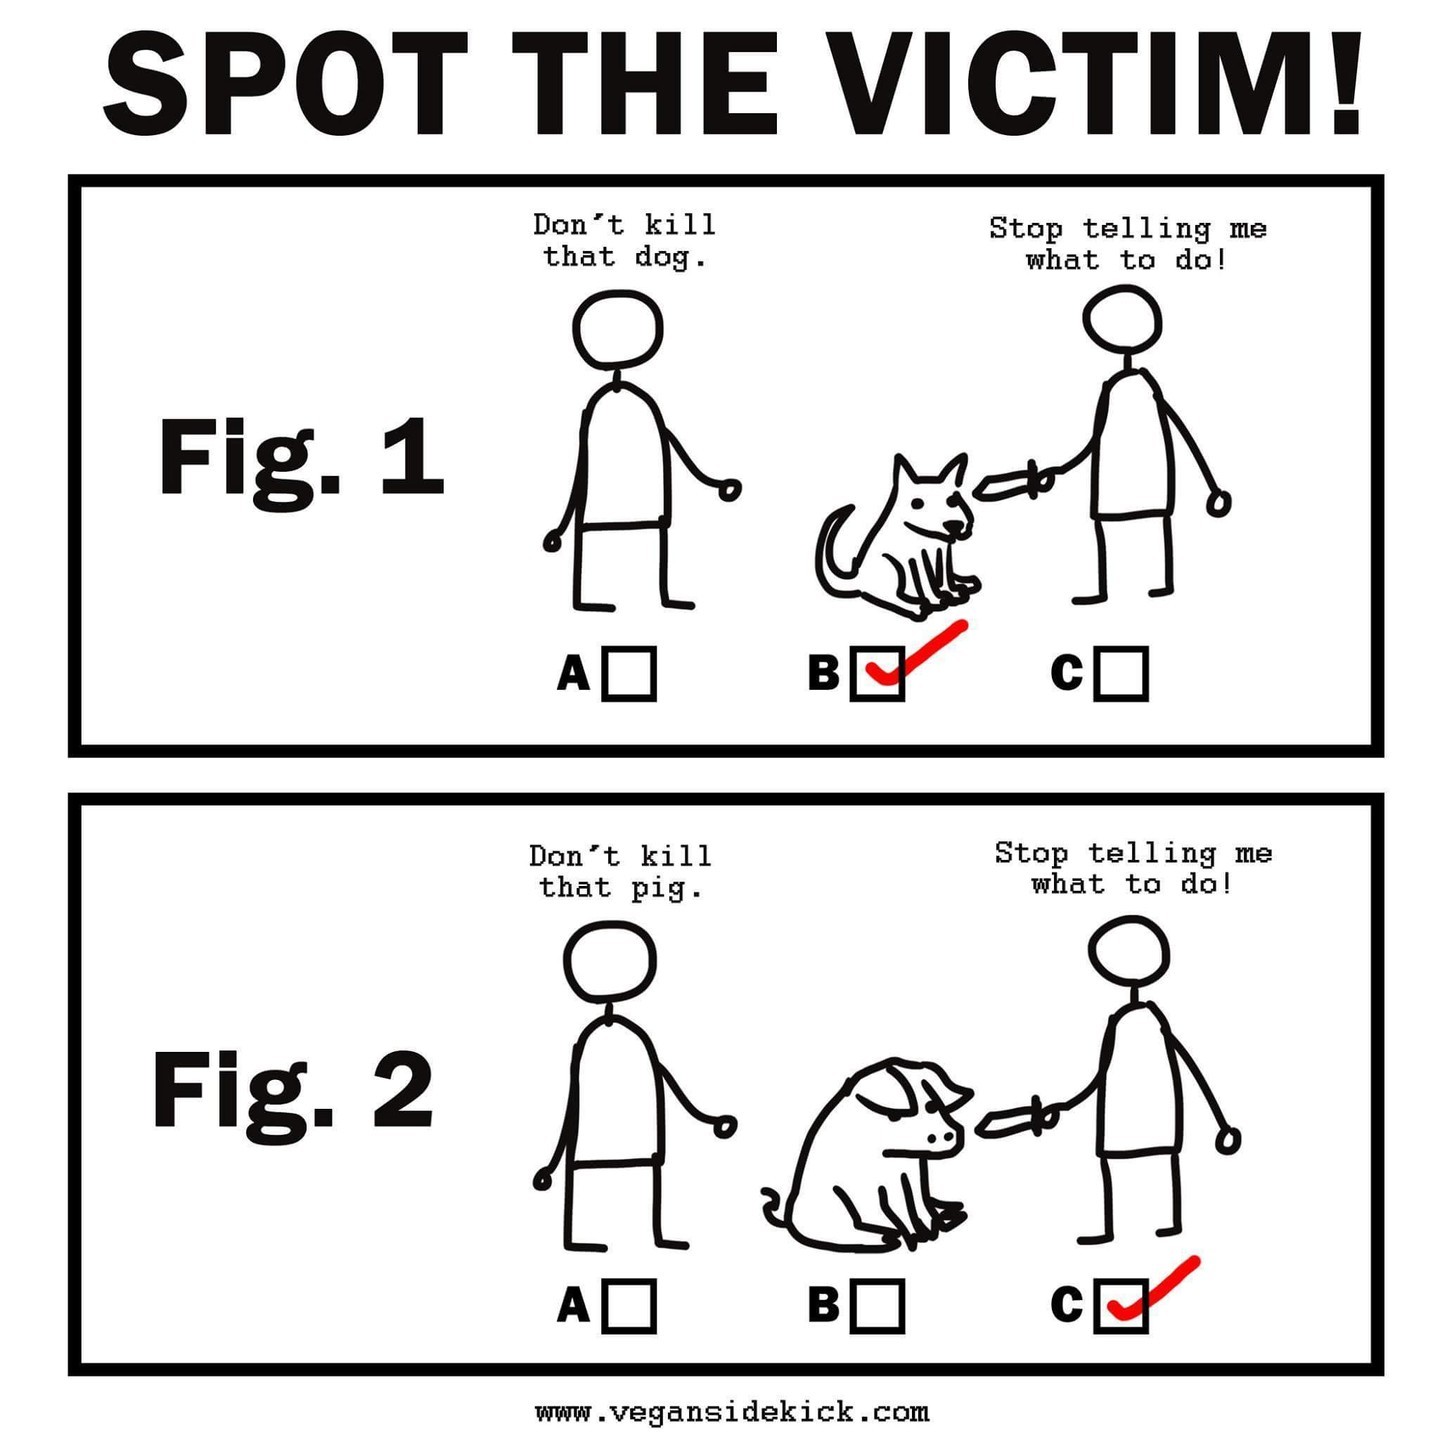 SPOT THE VICTIM!
Don't kill
that dog.
Stop telling me
what to do!
Fig. 1
A
B
C
Don't kill
that pig.
Stop telling me
what to do!
Fig. 2
A
B
C
www.vegansidekick.com